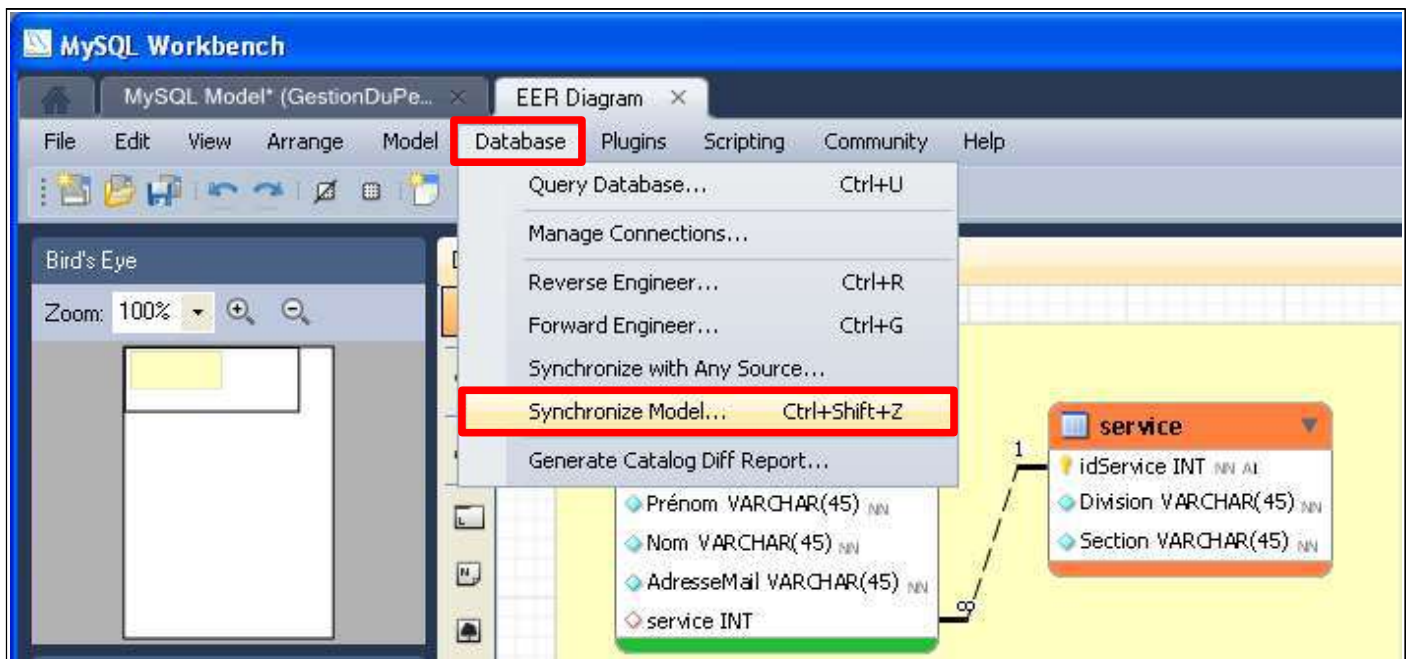 MySQL Workbench
MySQL Model* (GestionDuPe... × EER Diagram ×
File Edit View Arrange Model Database Plugins Scripting Community Help
Query Database... Ctrl+U
Manage Connections...
Bird's Eye
Reverse Engineer... Ctrl+R
Zoom: 100%
Forward Engineer... Ctrl+G
Synchronize with Any Source...
Synchronize Model... Ctrl+Shift+Z
Generate Catalog Diff Report...
Prénom VARCHAR(45) NN
Nom VARCHAR(45) NN
AdresseMail VARCHAR(45) NN
service INT
∞
1
service
idService INT NN AI
Division VARCHAR(45) NN
Section VARCHAR(45) NN